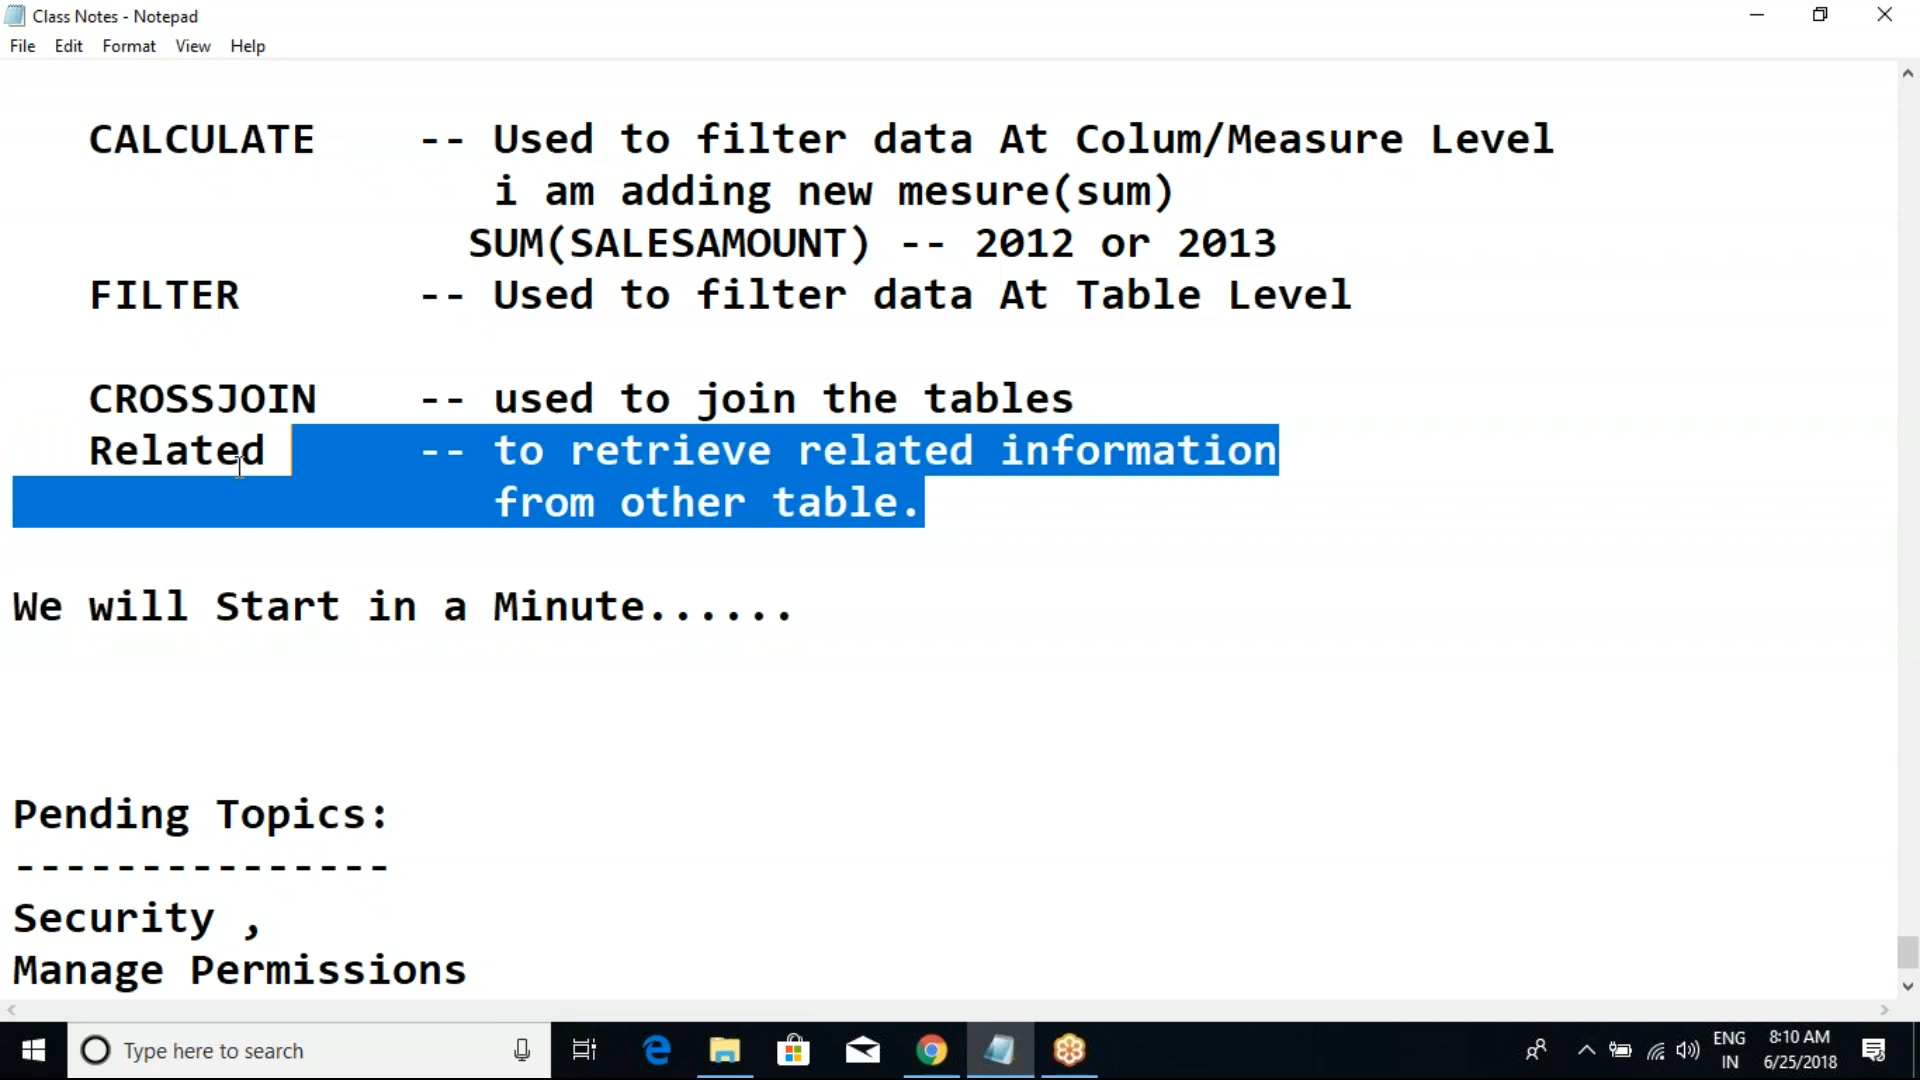 Class Notes - Notepad
File Edit Format View Help
CALCULATE -- Used to filter data At Colum/Measure Level
i am adding new mesure(sum)
SUM(SALESAMOUNT) -- 2012 or 2013
FILTER -- Used to filter data At Table Level
CROSSJOIN -- used to join the tables
Related -- to retrieve related information
from other table.
We will Start in a Minute......
Pending Topics:
---------------
Security ,
Manage Permissions
Type here to search
ENG
IN
8:10 AM
6/25/2018